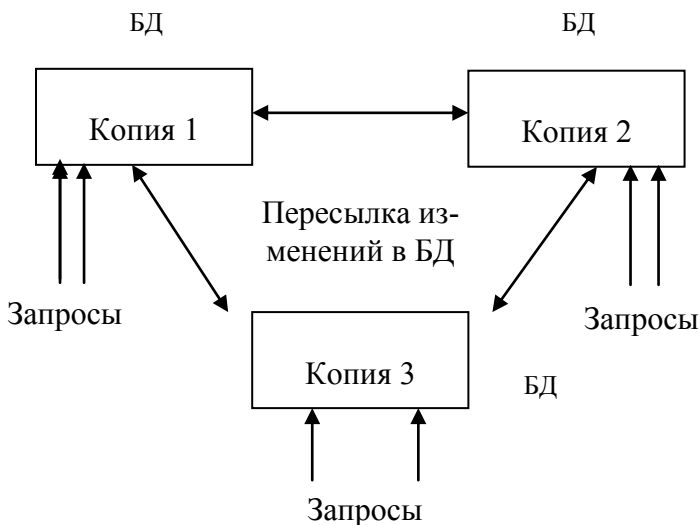 БД
БД
Копия 1
Копия 2
Пересылка из-
менений в БД
Запросы
Запросы
Копия 3
БД
Запросы